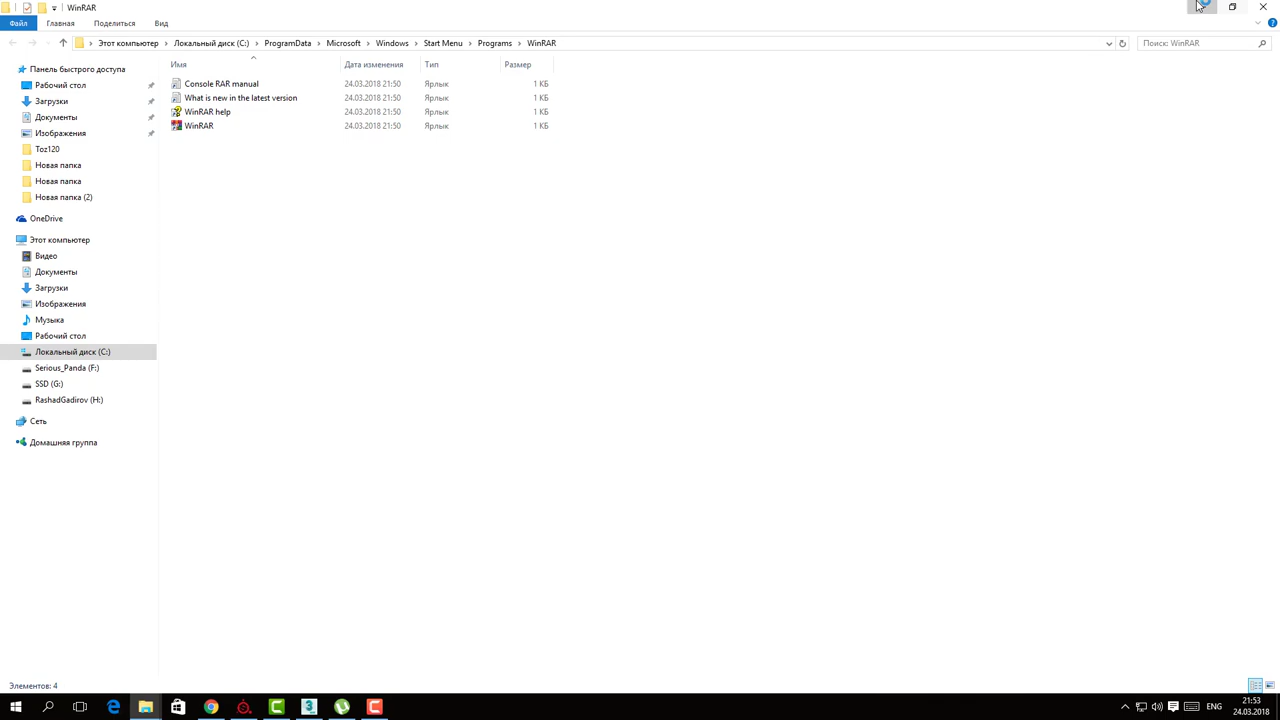 WinRAR
Файл Главная Поделиться Вид
Этот компьютер Локальный диск (C:) ProgramData Microsoft Windows Start Menu Programs WinRAR
Поиск: WinRAR
Имя Дата изменения Тип Размер
Console RAR manual 24.03.2018 21:50 Ярлык 1 КБ
What is new in the latest version 24.03.2018 21:50 Ярлык 1 КБ
WinRAR help 24.03.2018 21:50 Ярлык 1 КБ
WinRAR 24.03.2018 21:50 Ярлык 1 КБ
Панель быстрого доступа
Рабочий стол
Загрузки
Документы
Изображения
Toz120
Новая папка
Новая папка
Новая папка (2)
OneDrive
Этот компьютер
Видео
Документы
Загрузки
Изображения
Музыка
Рабочий стол
Локальный диск (C:)
Serious_Panda (F:)
SSD (G:)
RashadGadirov (H:)
Сеть
Домашняя группа
Элементов: 4
ENG
21:53
24.03.2018